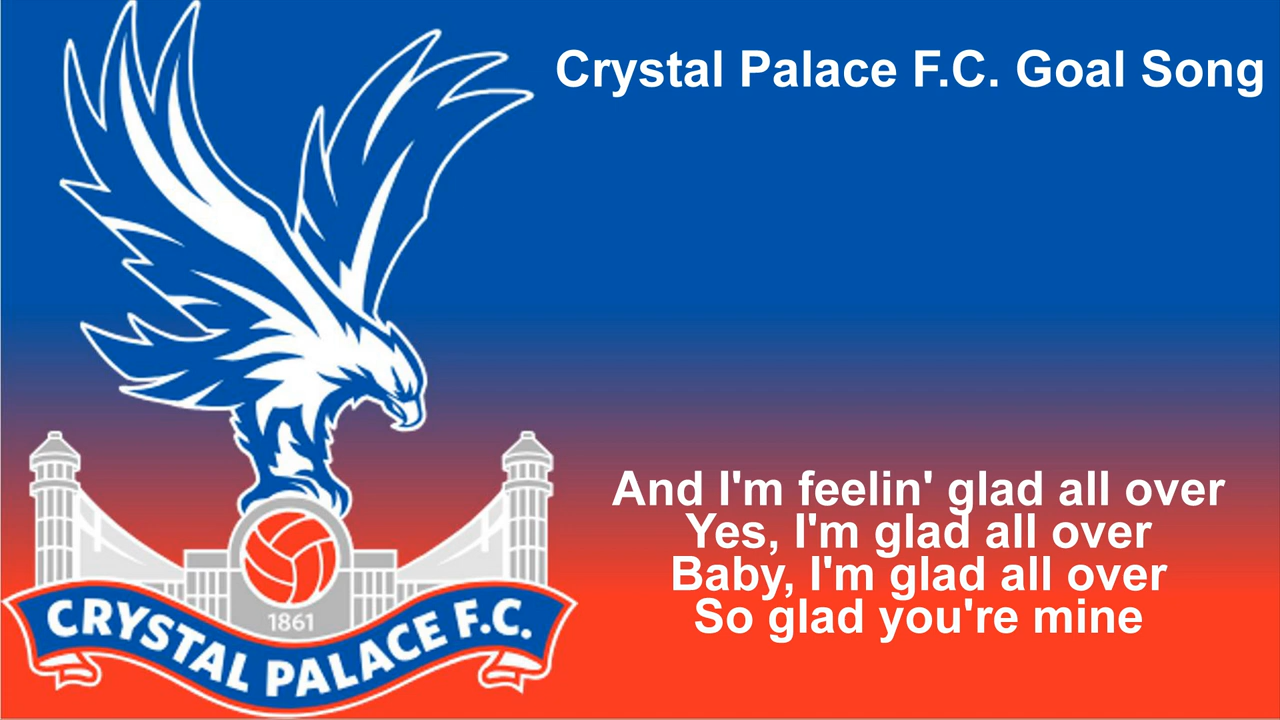 Crystal Palace F.C. Goal Song
And I'm feelin' glad all over
Yes, I'm glad all over
Baby, I'm glad all over
So glad you're mine
1861
CRYSTAL PALACE F.C.